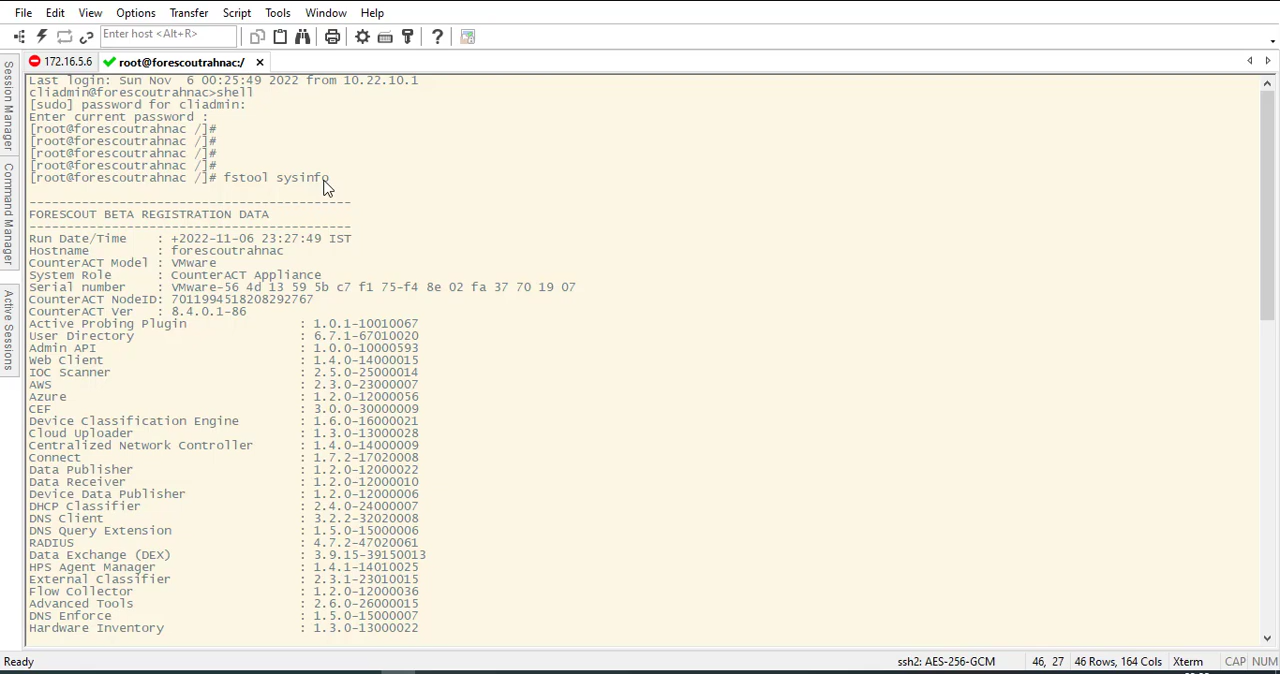 File Edit View Options Transfer Script Tools Window Help
Enter host <Alt+R>
172.16.5.6 root@forescoutrahnac:/
Session Manager
Command Manager
Active Sessions
Last login: Sun Nov  6 00:25:49 2022 from 10.22.10.1
cliadmin@forescoutrahnac>shell
[sudo] password for cliadmin:
Enter current password :
[root@forescoutrahnac /]#
[root@forescoutrahnac /]#
[root@forescoutrahnac /]#
[root@forescoutrahnac /]#
[root@forescoutrahnac /]# fstool sysinfo
-------------------------------------------
FORESCOUT BETA REGISTRATION DATA
-------------------------------------------
Run Date/Time    : +2022-11-06 23:27:49 IST
Hostname         : forescoutrahnac
CounterACT Model : VMware
System Role      : CounterACT Appliance
Serial number    : VMware-56 4d 13 59 5b c7 f1 75-f4 8e 02 fa 37 70 19 07
CounterACT NodeID: 7011994518208292767
CounterACT Ver   : 8.4.0.1-86
Active Probing Plugin               : 1.0.1-10010067
User Directory                      : 6.7.1-67010020
Admin API                           : 1.0.0-10000593
Web Client                          : 1.4.0-14000015
IOC Scanner                         : 2.5.0-25000014
AWS                                 : 2.3.0-23000007
Azure                               : 1.2.0-12000056
CEF                                 : 3.0.0-30000009
Device Classification Engine        : 1.6.0-16000021
Cloud Uploader                      : 1.3.0-13000028
Centralized Network Controller      : 1.4.0-14000009
Connect                             : 1.7.2-17020008
Data Publisher                      : 1.2.0-12000022
Data Receiver                       : 1.2.0-12000010
Device Data Publisher               : 1.2.0-12000006
DHCP Classifier                     : 2.4.0-24000007
DNS Client                          : 3.2.2-32020008
DNS Query Extension                 : 1.5.0-15000006
RADIUS                              : 4.7.2-47020061
Data Exchange (DEX)                 : 3.9.15-39150013
HPS Agent Manager                   : 1.4.1-14010025
External Classifier                 : 2.3.1-23010015
Flow Collector                      : 1.2.0-12000036
Advanced Tools                      : 2.6.0-26000015
DNS Enforce                         : 1.5.0-15000007
Hardware Inventory                  : 1.3.0-13000022
Ready ssh2: AES-256-GCM 46, 27 46 Rows, 164 Cols Xterm CAP NUM